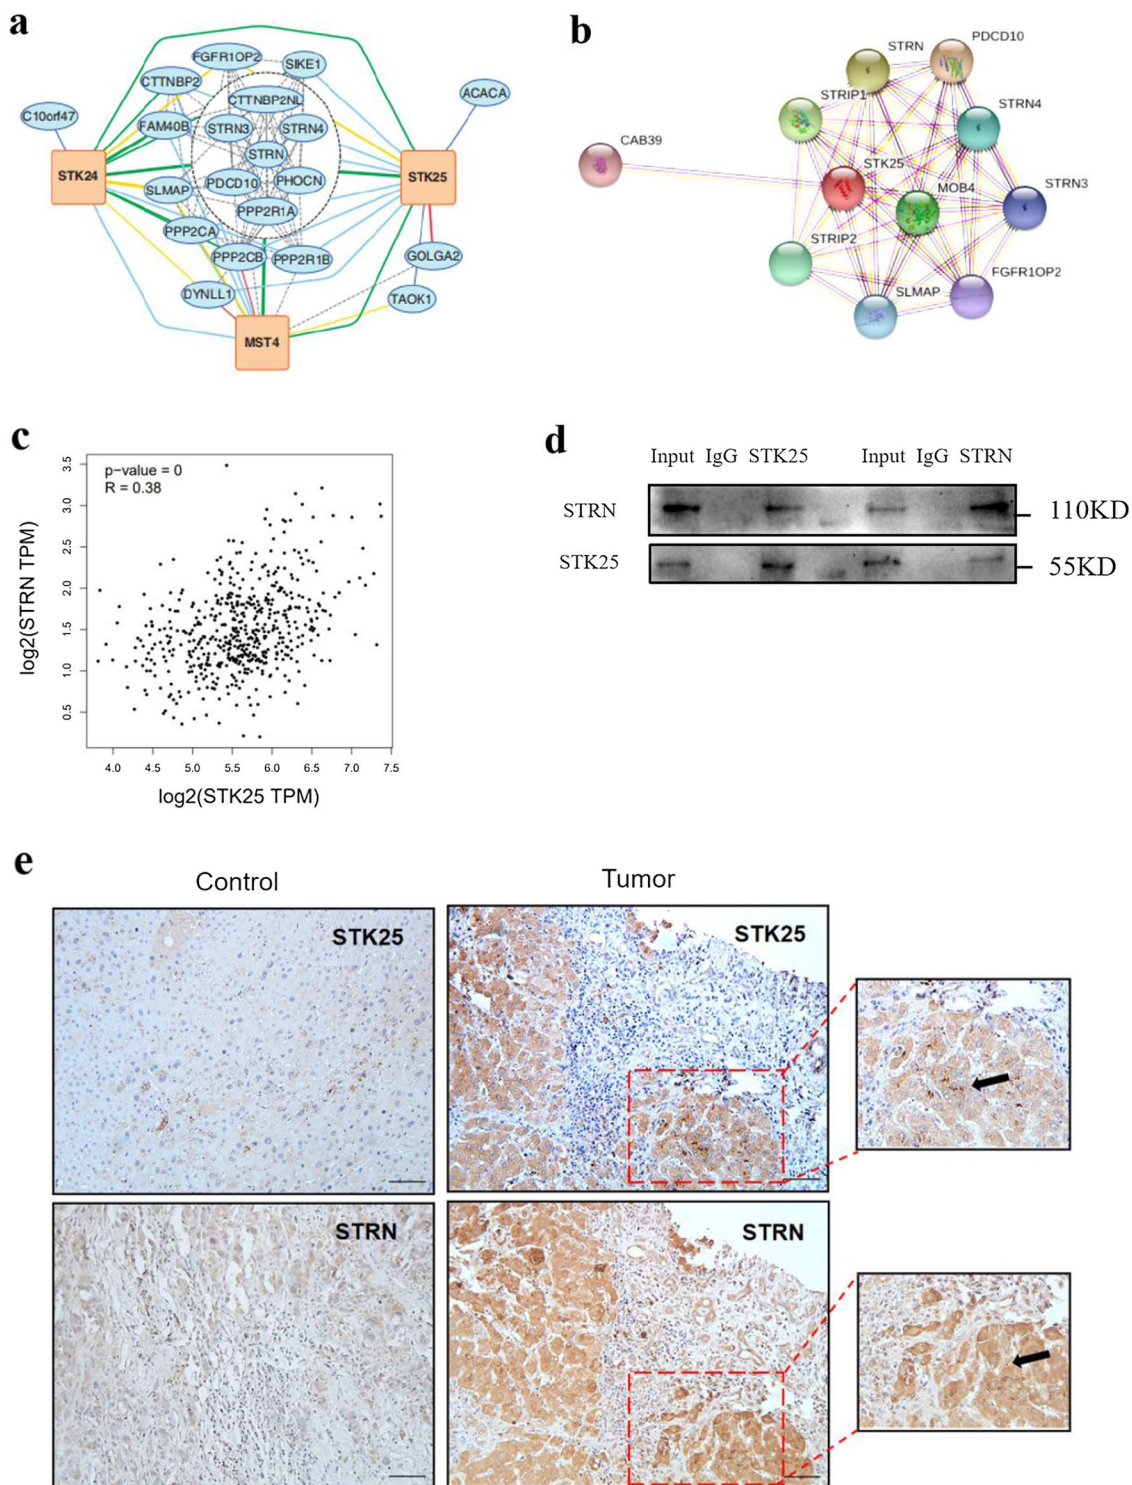 a
FGFR1OP2
SIKE1
CTTNBP2
ACACA
C10orf47
CTTNBP2NL
FAM40B
STRN3
STRN4
STRN
STK24
STK25
SLMAP
PDCD10
PHOCN
PPP2R1A
PPP2CA
PPP2CB
PPP2R1B
GOLGA2
DYNLL1
TAOK1
MST4
b
STRN
PDCD10
STRIP1
STRN4
CAB39
STK25
MOB4
STRN3
STRIP2
SLMAP
FGFR1OP2
c
p-value = 0
R = 0.38
log2(STRN TPM)
3.5
3.0
2.5
2.0
1.5
1.0
0.5
4.0 4.5 5.0 5.5 6.0 6.5 7.0 7.5
log2(STK25 TPM)
d
Input IgG STK25 Input IgG STRN
STRN 110KD
STK25 55KD
e
Control Tumor
STK25
STK25
STRN
STRN